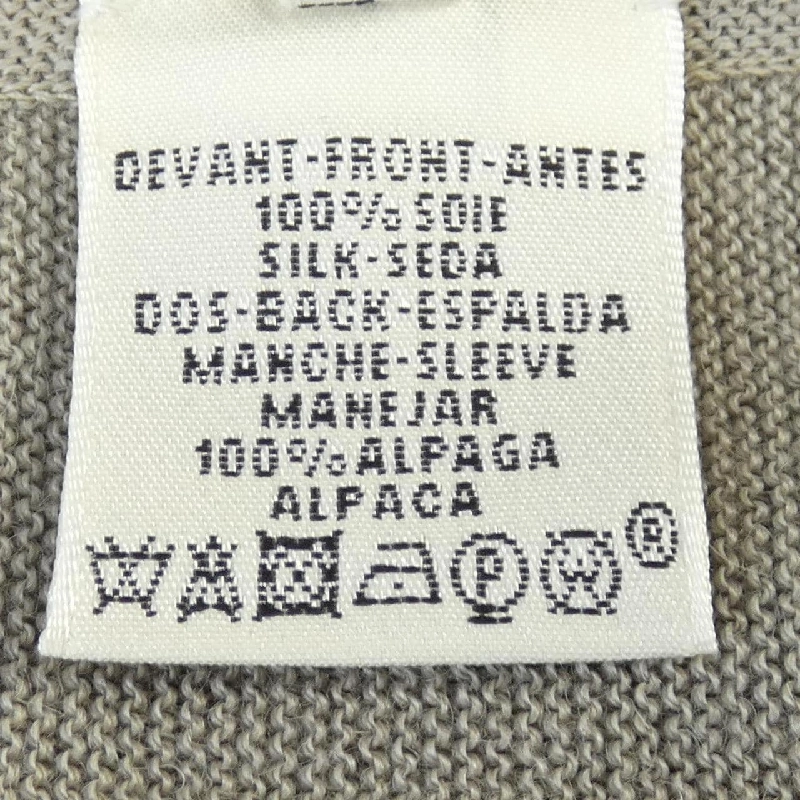 DEVANT-FRONT-ANTES
100% SOIE
SILK-SEDA
DOS-BACK-ESPALDA
MANCHE-SLEEVE
MANEJAR
100% ALPAGA
ALPACA
P W ®